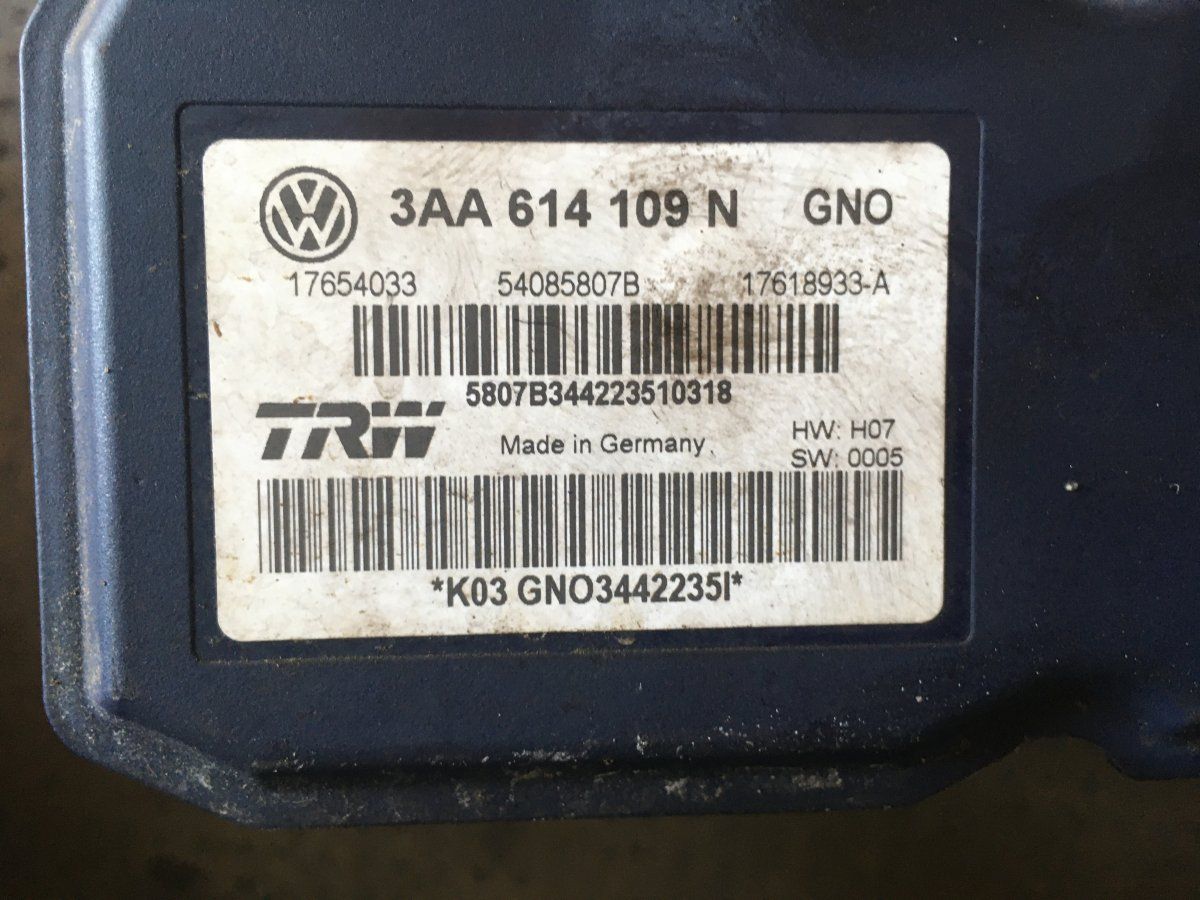 3AA 614 109 N GNO
17654033 54085807B 17618933-A
5807B344223510318
TRW Made in Germany HW: H07
SW: 0005
*K03 GNO3442235I*